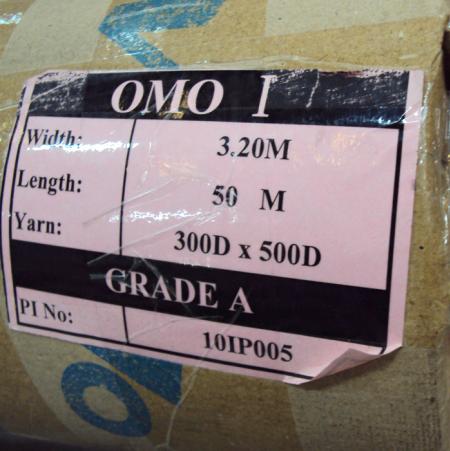 OMO I
Width: 3.20M
Length: 50 M
Yarn: 300D x 500D
GRADE A
PI No: 10IP005